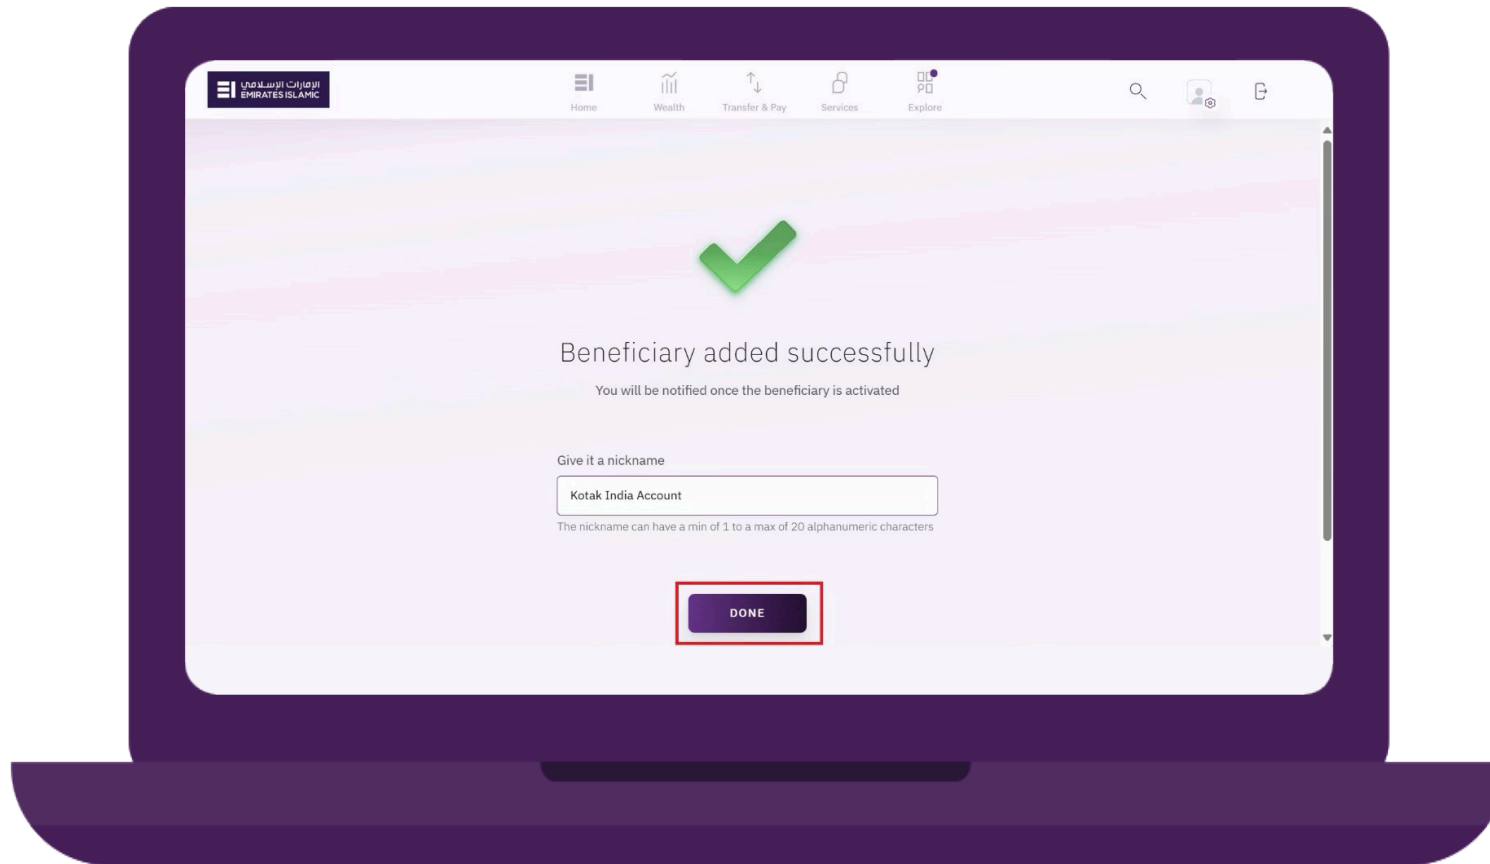 الإمارات الإسلامي
EMIRATES ISLAMIC
Home
Wealth
Transfer & Pay
Services
Explore
Beneficiary added successfully
You will be notified once the beneficiary is activated
Give it a nickname
Kotak India Account
The nickname can have a min of 1 to a max of 20 alphanumeric characters
DONE